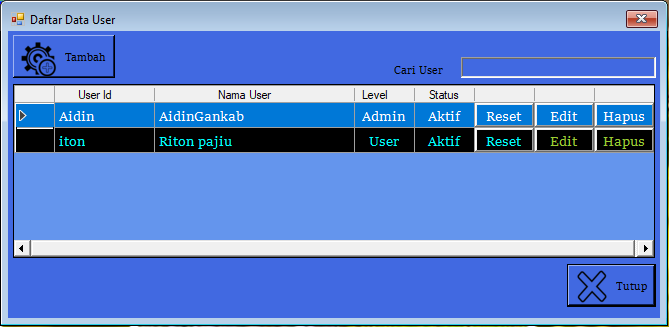 Daftar Data User
Tambah
Cari User
User Id Nama User Level Status
Aidin AidinGankab Admin Aktif Reset Edit Hapus
iton Riton pajiu User Aktif Reset Edit Hapus
Tutup